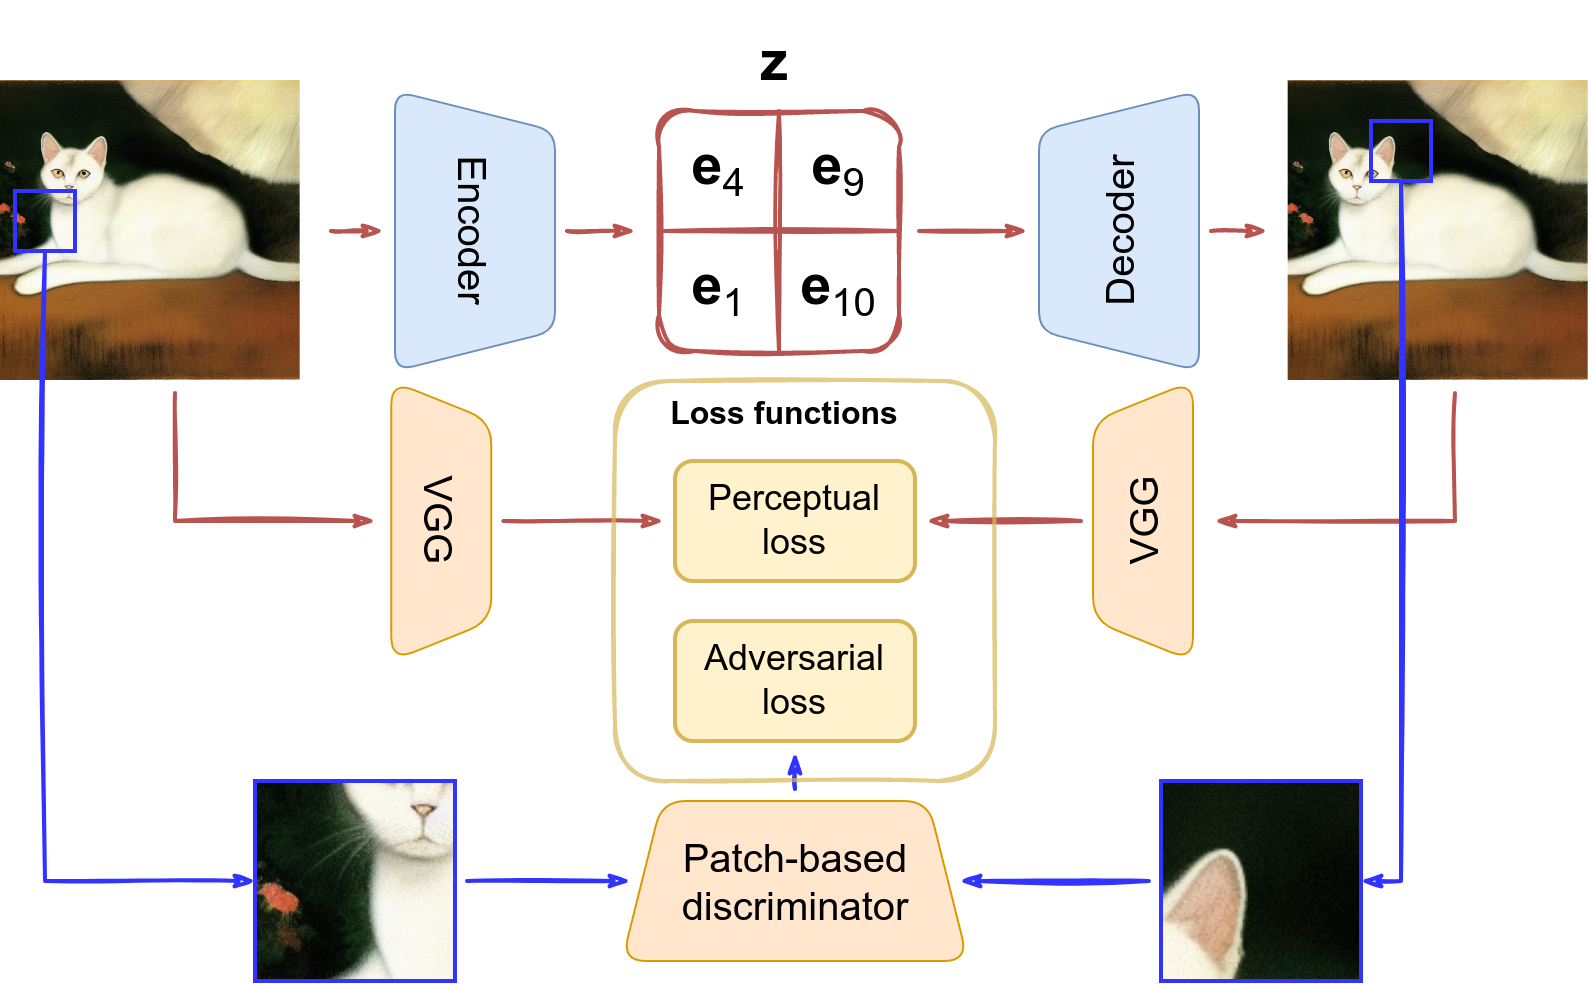 z
Encoder
e4
e9
e1
e10
Decoder
Loss functions
VGG
Perceptual
loss
VGG
Adversarial
loss
Patch-based
discriminator